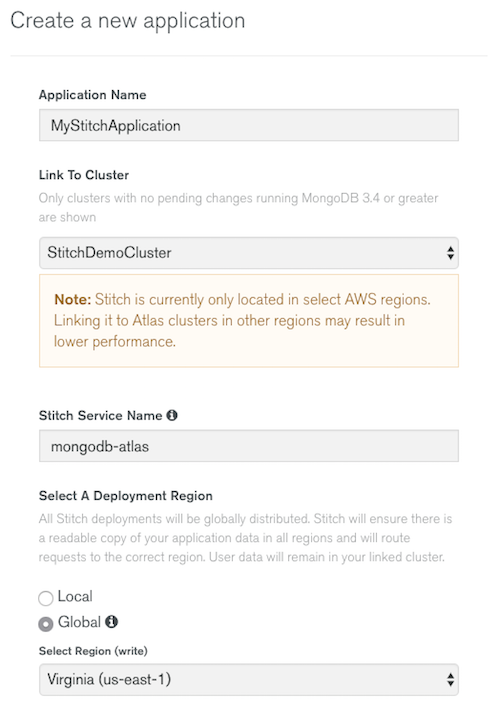 Create a new application
Application Name
MyStitchApplication
Link To Cluster
Only clusters with no pending changes running MongoDB 3.4 or greater
are shown
StitchDemoCluster
Note: Stitch is currently only located in select AWS regions.
Linking it to Atlas clusters in other regions may result in
lower performance.
Stitch Service Name
mongodb-atlas
Select A Deployment Region
All Stitch deployments will be globally distributed. Stitch will ensure there is
a readable copy of your application data in all regions and will route
requests to the correct region. User data will remain in your linked cluster.
Local
Global
Select Region (write)
Virginia (us-east-1)